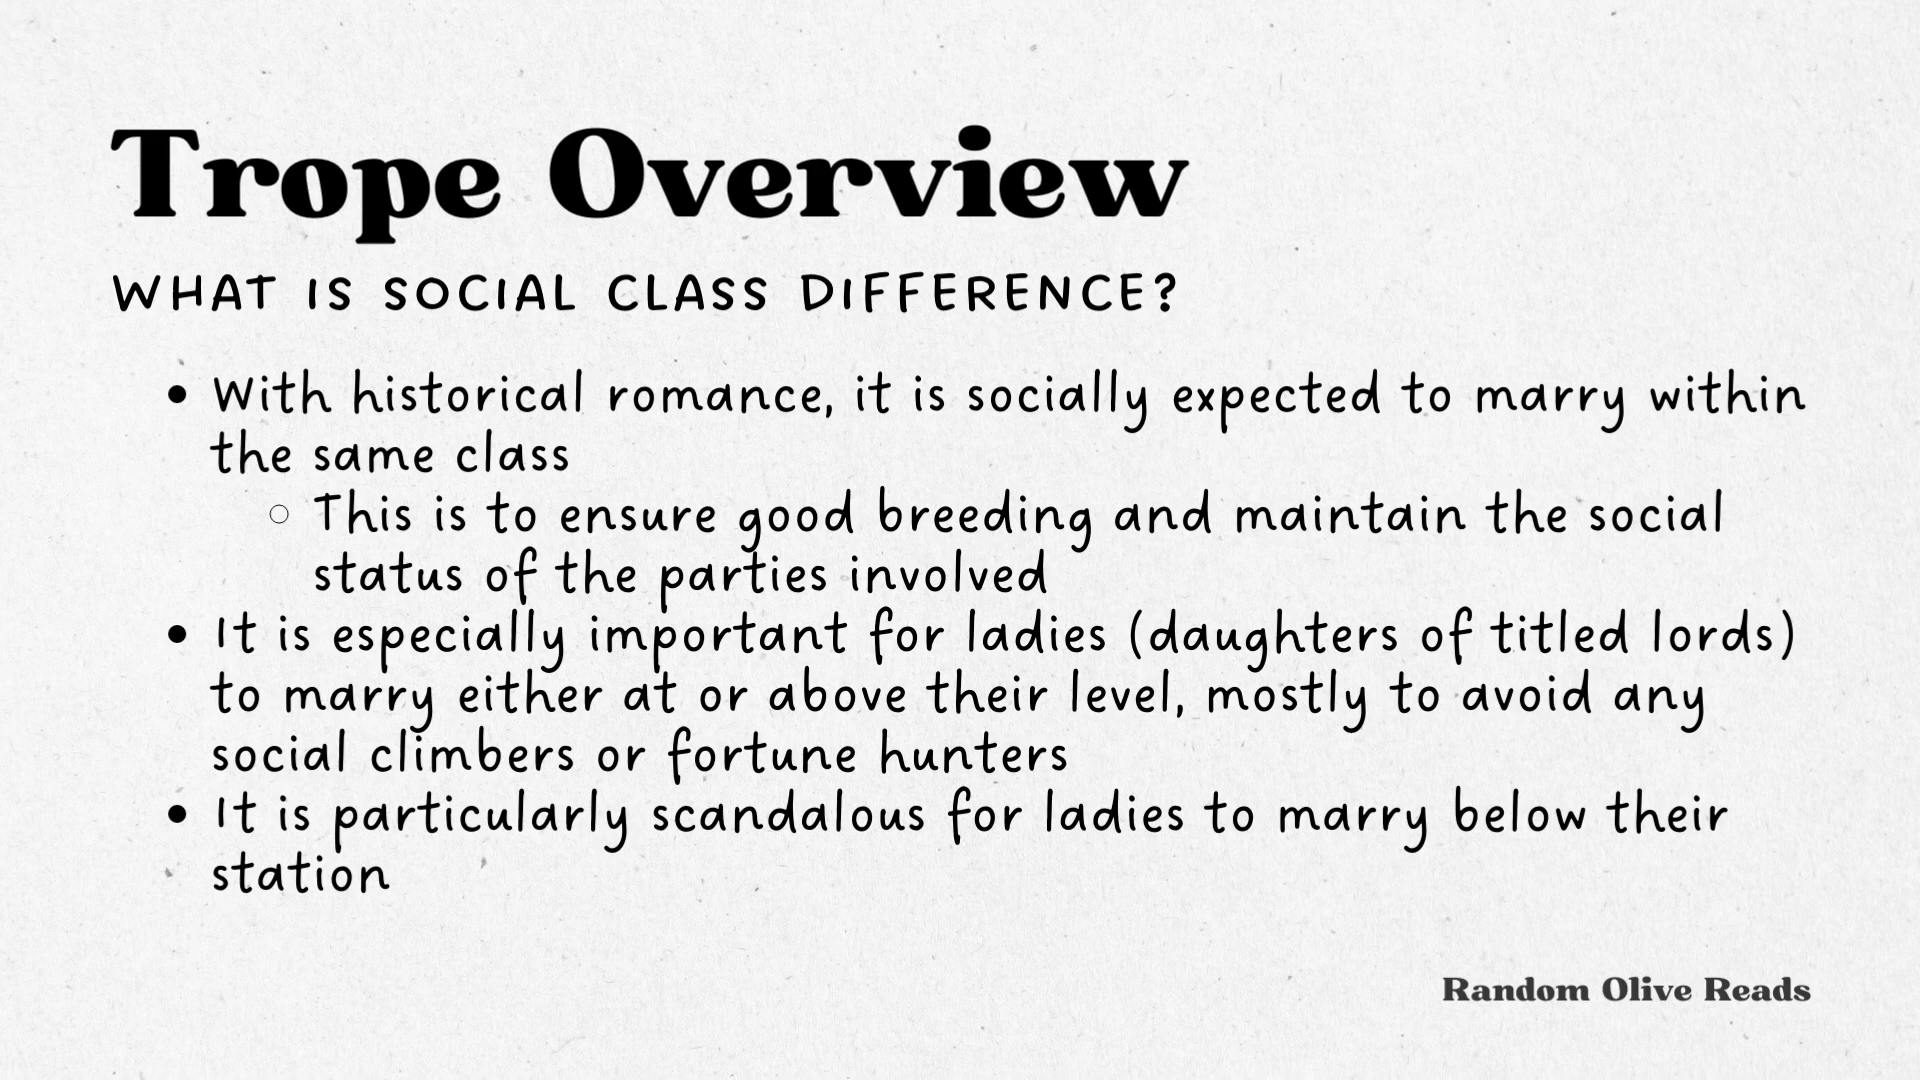 Trope Overview
WHAT IS SOCIAL CLASS DIFFERENCE?
• With historical romance, it is socially expected to marry within
the same class
○ This is to ensure good breeding and maintain the social
status of the parties involved
• It is especially important for ladies (daughters of titled lords)
to marry either at or above their level, mostly to avoid any
social climbers or fortune hunters
• It is particularly scandalous for ladies to marry below their
station
Random Olive Reads